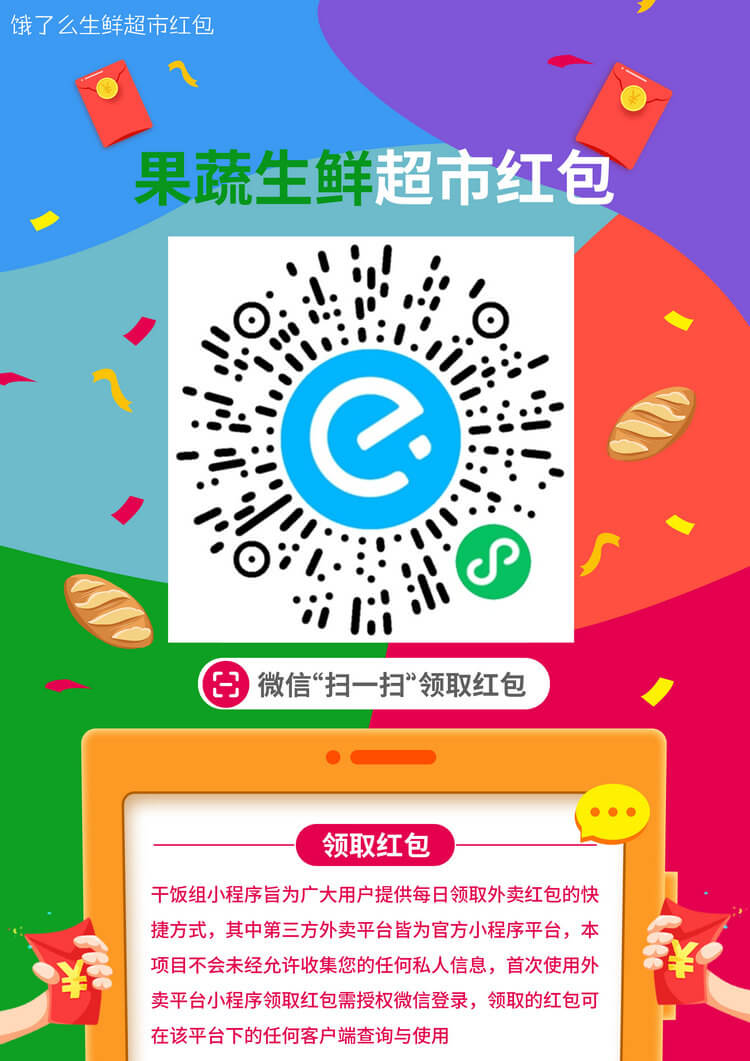 饿了么生鲜超市红包
果蔬生鲜超市红包
微信“扫一扫“领取红包
领取红包
干饭组小程序旨为广大用户提供每日领取外卖红包的快
捷方式，其中第三方外卖平台皆为官方小程序平台，本
项目不会未经允许收集您的任何私人信息，首次使用外
卖平台小程序领取红包需授权微信登录，领取的红包可
在该平台下的任何客户端查询与使用
¥
¥